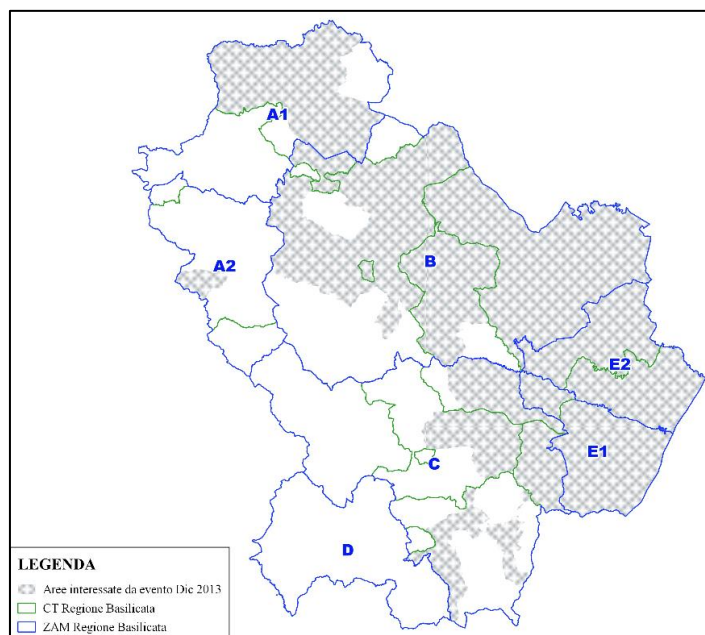 A1
A2
B
E2
E1
C
D
LEGENDA
Aree interessate da evento Dic 2013
CT Regione Basilicata
ZAM Regione Basilicata